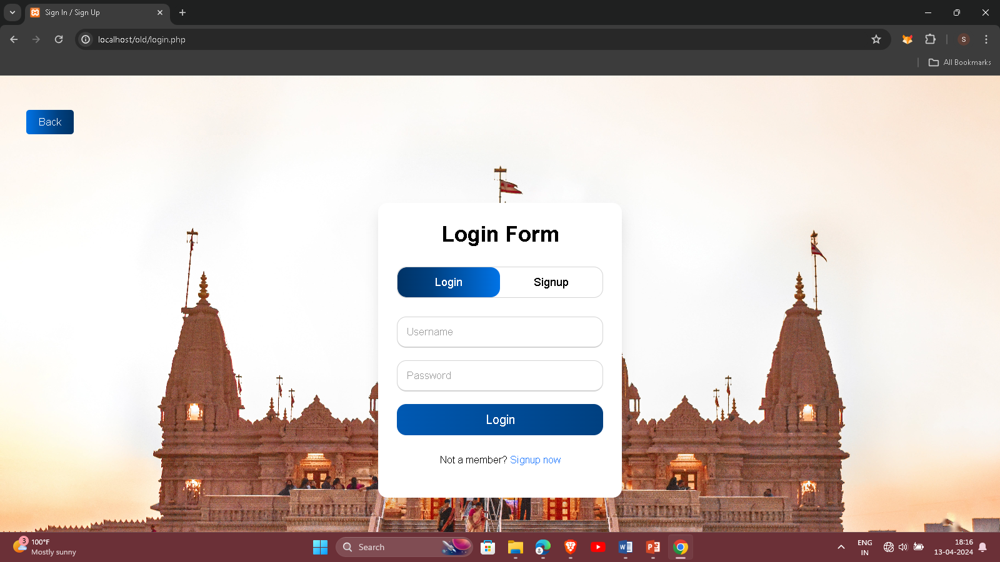 Sign In / Sign Up
localhost/old/login.php
S
All Bookmarks
Back
Login Form
Login
Signup
Username
Password
Login
Not a member? Signup now
3
100°F
Mostly sunny
Search
ENG
IN
18:16
13-04-2024